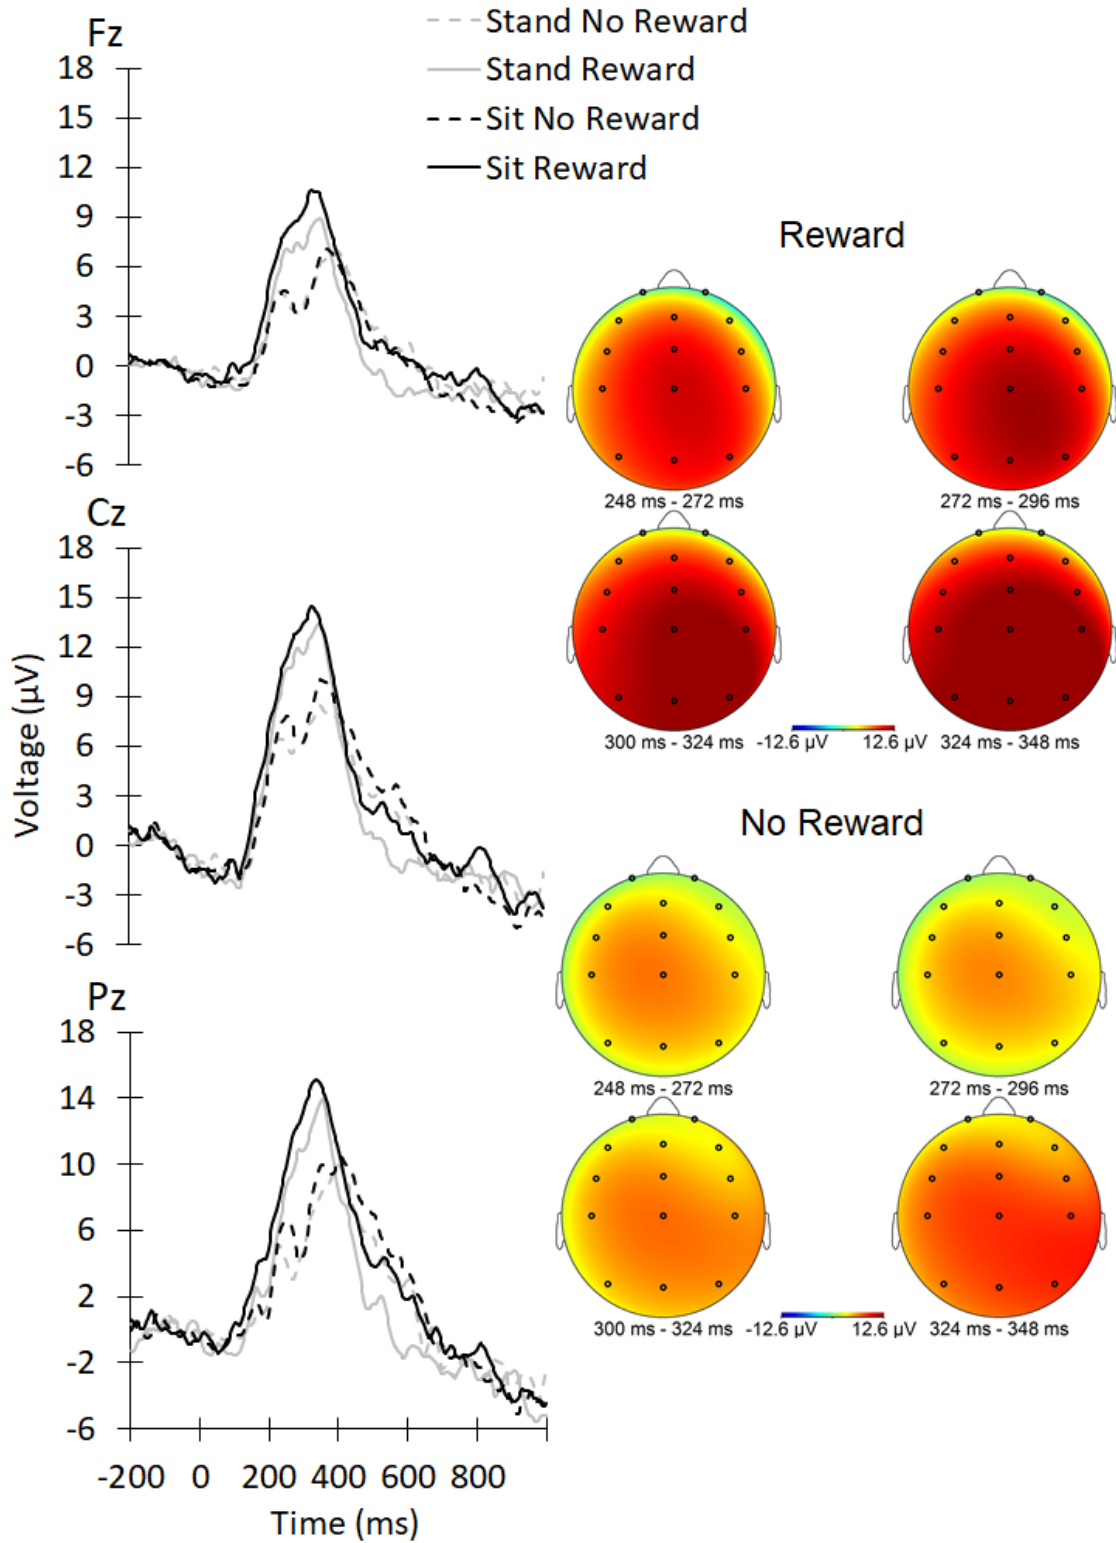 Fz
Stand No Reward
Stand Reward
Sit No Reward
Sit Reward
18
15
12
9
6
3
0
-3
-6
Reward
248 ms - 272 ms
272 ms - 296 ms
300 ms - 324 ms
-12.6 µV
12.6 µV
324 ms - 348 ms
Cz
18
15
12
9
6
3
0
-3
-6
Voltage (µV)
No Reward
248 ms - 272 ms
272 ms - 296 ms
300 ms - 324 ms
-12.6 µV
12.6 µV
324 ms - 348 ms
Pz
18
14
10
6
2
-2
-6
-200 0 200 400 600 800
Time (ms)